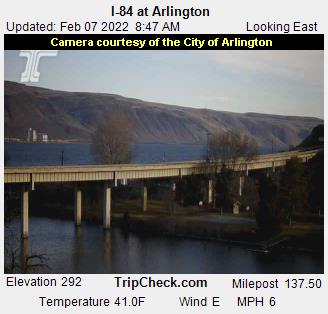 I-84 at Arlington
Updated: Feb 07 2022 8:47 AM Looking East
Camera courtesy of the City of Arlington
Elevation 292 TripCheck.com Milepost 137.50
Temperature 41.0F Wind E MPH 6